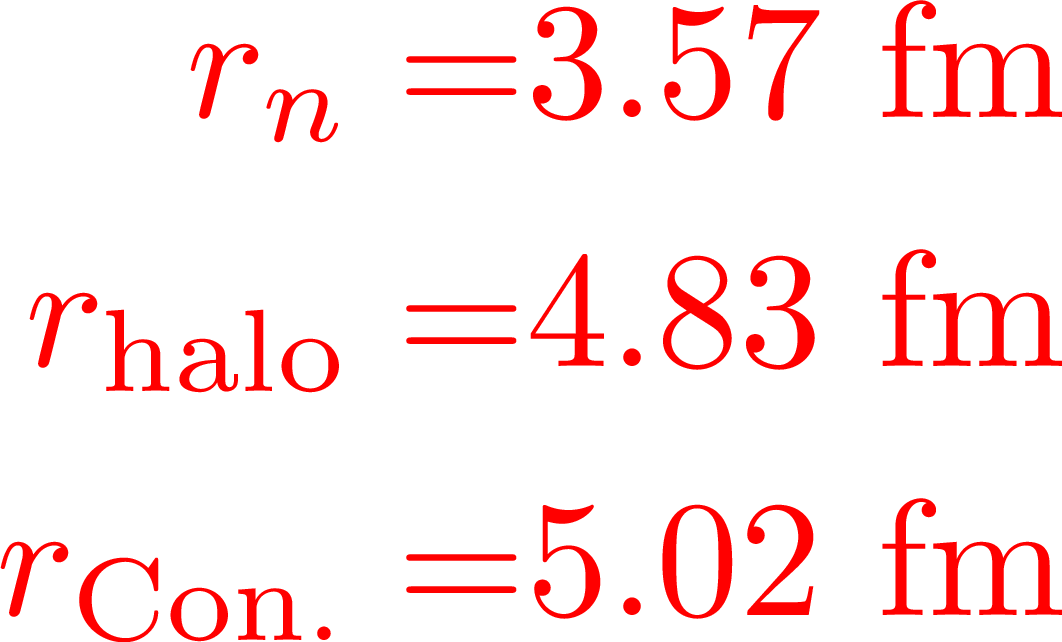 r_n =3.57 fm
r_halo =4.83 fm
r_Con. =5.02 fm